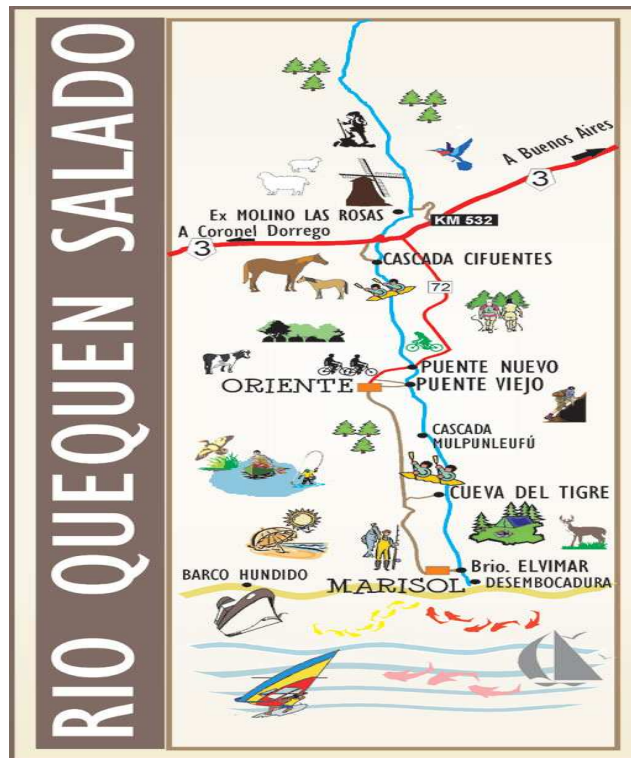 RIO QUEQUEN SALADO
A Buenos Aires
3
Ex MOLINO LAS ROSAS
KM 532
A Coronel Dorrego
3
CASCADA CIFUENTES
72
PUENTE NUEVO
ORIENTE
PUENTE VIEJO
CASCADA
MULPUNLEUFÚ
CUEVA DEL TIGRE
Brio. ELVIMAR
BARCO HUNDIDO
MARISOL
DESEMBOCADURA